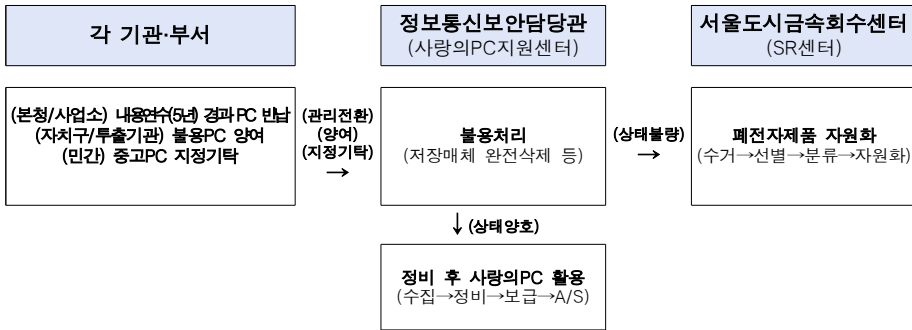 각 기관·부서
정보통신보안담당관
(사랑의PC지원센터)
서울도시금속회수센터
(SR센터)
(본청/사업소) 내용연수(5년) 경과 PC 반납
(자치구/투출기관) 불용PC 양여
(민간) 중고PC 지정기탁
(관리전환)
(양여)
(지정기탁)
→
불용처리
(저장매체 완전삭제 등)
(상태불량)
→
폐전자제품 자원화
(수거→선별→분류→자원화)
↓ (상태양호)
정비 후 사랑의PC 활용
(수집→정비→보급→A/S)